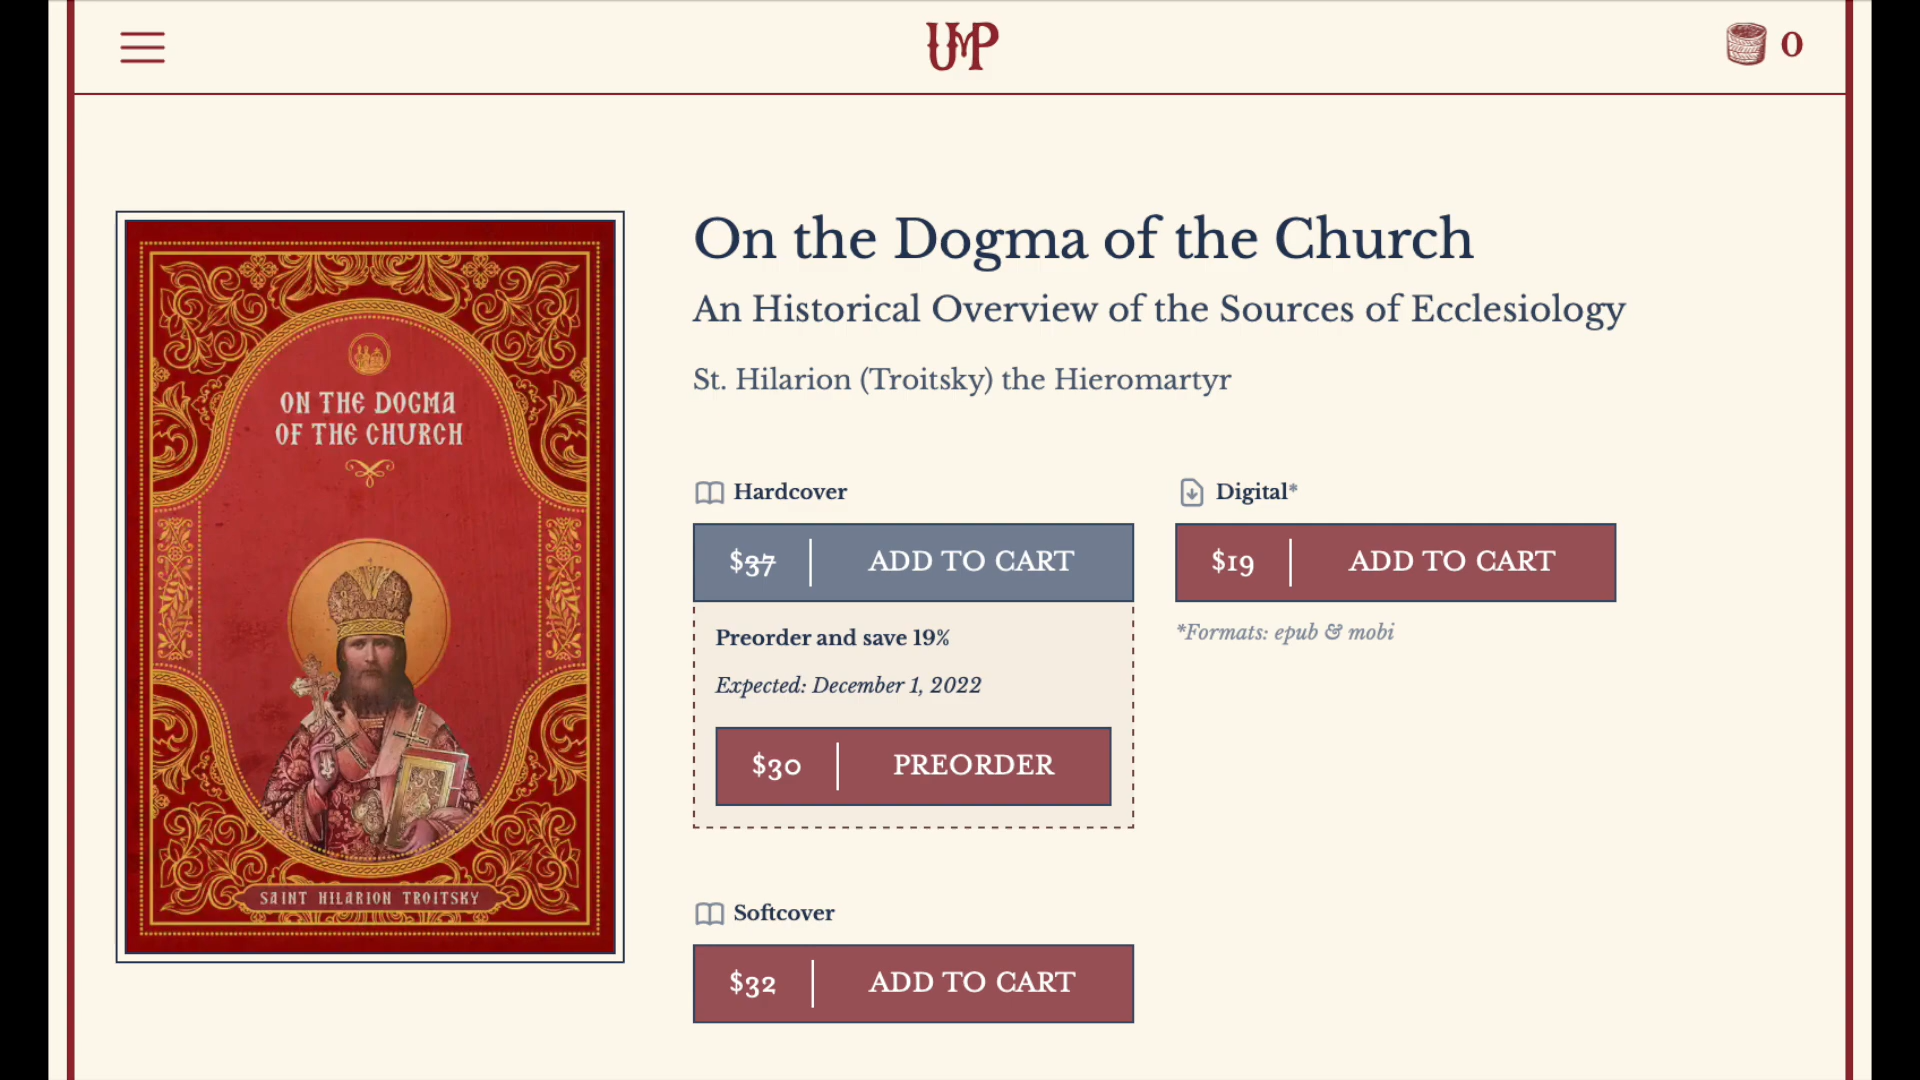 UMP
0
ON THE DOGMA
OF THE CHURCH
SAINT HILARION TROITSKY
On the Dogma of the Church
An Historical Overview of the Sources of Ecclesiology
St. Hilarion (Troitsky) the Hieromartyr
Hardcover
$37 ADD TO CART
Preorder and save 19%
Expected: December 1, 2022
$30 PREORDER
Digital*
$19 ADD TO CART
*Formats: epub & mobi
Softcover
$32 ADD TO CART